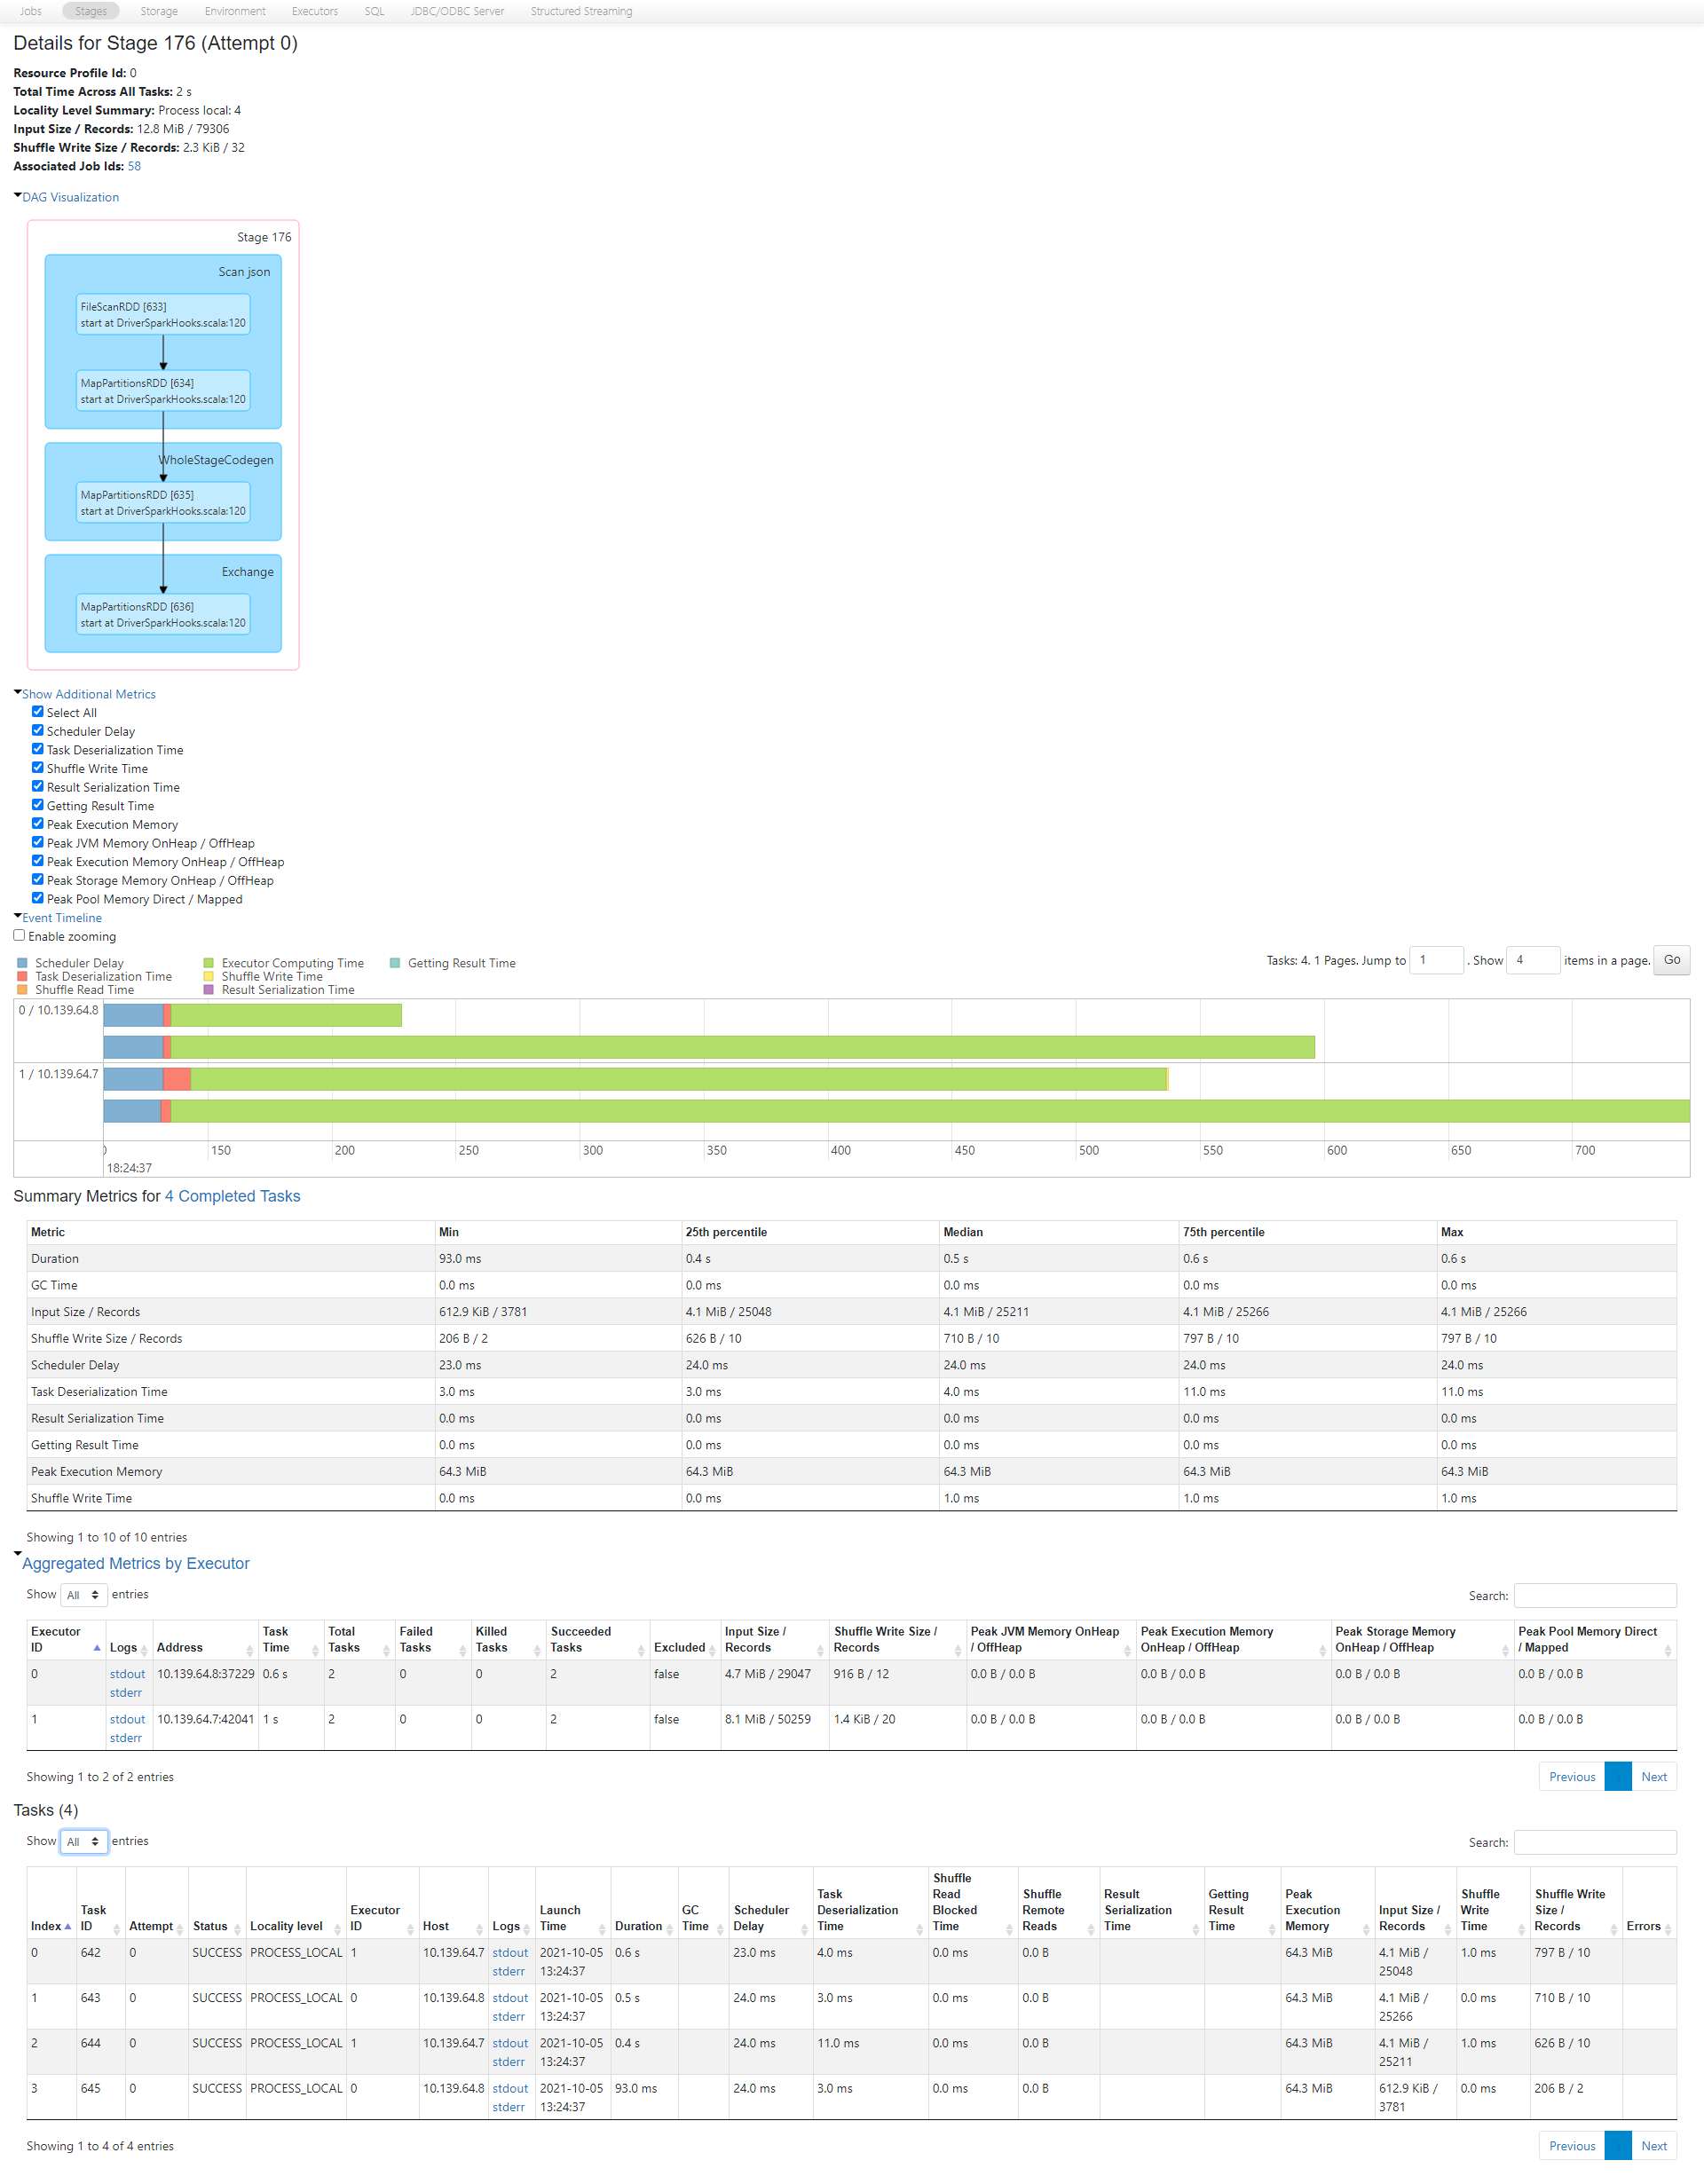 Jobs Stages Storage Environment Executors SQL JDBC/ODBC Server Structured Streaming
Details for Stage 176 (Attempt 0)
Resource Profile Id: 0
Total Time Across All Tasks: 2 s
Locality Level Summary: Process local: 4
Input Size / Records: 12.8 MiB / 79306
Shuffle Write Size / Records: 2.3 KiB / 32
Associated Job Ids: 58
DAG Visualization
Stage 176
Scan json
FileScanRDD [633]
start at DriverSparkHooks.scala:120
MapPartitionsRDD [634]
start at DriverSparkHooks.scala:120
WholeStageCodegen
MapPartitionsRDD [635]
start at DriverSparkHooks.scala:120
Exchange
MapPartitionsRDD [636]
start at DriverSparkHooks.scala:120
Show Additional Metrics
Select All
Scheduler Delay
Task Deserialization Time
Shuffle Write Time
Result Serialization Time
Getting Result Time
Peak Execution Memory
Peak JVM Memory OnHeap / OffHeap
Peak Execution Memory OnHeap / OffHeap
Peak Storage Memory OnHeap / OffHeap
Peak Pool Memory Direct / Mapped
Event Timeline
Enable zooming
Tasks: 4. 1 Pages. Jump to 1 . Show 4 items in a page. Go
Scheduler Delay Executor Computing Time Getting Result Time
Task Deserialization Time Shuffle Write Time
Shuffle Read Time Result Serialization Time
0 / 10.139.64.8
1 / 10.139.64.7
150 200 250 300 350 400 450 500 550 600 650 700
18:24:37
Summary Metrics for 4 Completed Tasks
Metric Min 25th percentile Median 75th percentile Max
Duration 93.0 ms 0.4 s 0.5 s 0.6 s 0.6 s
GC Time 0.0 ms 0.0 ms 0.0 ms 0.0 ms 0.0 ms
Input Size / Records 612.9 KiB / 3781 4.1 MiB / 25048 4.1 MiB / 25211 4.1 MiB / 25266 4.1 MiB / 25266
Shuffle Write Size / Records 206 B / 2 626 B / 10 710 B / 10 797 B / 10 797 B / 10
Scheduler Delay 23.0 ms 24.0 ms 24.0 ms 24.0 ms 24.0 ms
Task Deserialization Time 3.0 ms 3.0 ms 4.0 ms 11.0 ms 11.0 ms
Result Serialization Time 0.0 ms 0.0 ms 0.0 ms 0.0 ms 0.0 ms
Getting Result Time 0.0 ms 0.0 ms 0.0 ms 0.0 ms 0.0 ms
Peak Execution Memory 64.3 MiB 64.3 MiB 64.3 MiB 64.3 MiB 64.3 MiB
Shuffle Write Time 0.0 ms 0.0 ms 1.0 ms 1.0 ms 1.0 ms
Showing 1 to 10 of 10 entries
Aggregated Metrics by Executor
Show All entries Search:
Executor ID Logs Address Task Time Total Tasks Failed Tasks Killed Tasks Succeeded Tasks Excluded Input Size / Records Shuffle Write Size / Records Peak JVM Memory OnHeap / OffHeap Peak Execution Memory OnHeap / OffHeap Peak Storage Memory OnHeap / OffHeap Peak Pool Memory Direct / Mapped
0 stdout stderr 10.139.64.8:37229 0.6 s 2 0 0 2 false 4.7 MiB / 29047 916 B / 12 0.0 B / 0.0 B 0.0 B / 0.0 B 0.0 B / 0.0 B 0.0 B / 0.0 B
1 stdout stderr 10.139.64.7:42041 1 s 2 0 0 2 false 8.1 MiB / 50259 1.4 KiB / 20 0.0 B / 0.0 B 0.0 B / 0.0 B 0.0 B / 0.0 B 0.0 B / 0.0 B
Showing 1 to 2 of 2 entries Previous Next
Tasks (4)
Show All entries Search:
Index Task ID Attempt Status Locality level Executor ID Host Logs Launch Time Duration GC Time Scheduler Delay Task Deserialization Time Shuffle Read Blocked Time Shuffle Remote Reads Result Serialization Time Getting Result Time Peak Execution Memory Input Size / Records Shuffle Write Time Shuffle Write Size / Records Errors
0 642 0 SUCCESS PROCESS_LOCAL 1 10.139.64.7 stdout stderr 2021-10-05 13:24:37 0.6 s 23.0 ms 4.0 ms 0.0 ms 0.0 B 64.3 MiB 4.1 MiB / 25048 1.0 ms 797 B / 10
1 643 0 SUCCESS PROCESS_LOCAL 0 10.139.64.8 stdout stderr 2021-10-05 13:24:37 0.5 s 24.0 ms 3.0 ms 0.0 ms 0.0 B 64.3 MiB 4.1 MiB / 25266 0.0 ms 710 B / 10
2 644 0 SUCCESS PROCESS_LOCAL 1 10.139.64.7 stdout stderr 2021-10-05 13:24:37 0.4 s 24.0 ms 11.0 ms 0.0 ms 0.0 B 64.3 MiB 4.1 MiB / 25211 1.0 ms 626 B / 10
3 645 0 SUCCESS PROCESS_LOCAL 0 10.139.64.8 stdout stderr 2021-10-05 13:24:37 93.0 ms 24.0 ms 3.0 ms 0.0 ms 0.0 B 64.3 MiB 612.9 KiB / 3781 0.0 ms 206 B / 2
Showing 1 to 4 of 4 entries Previous Next